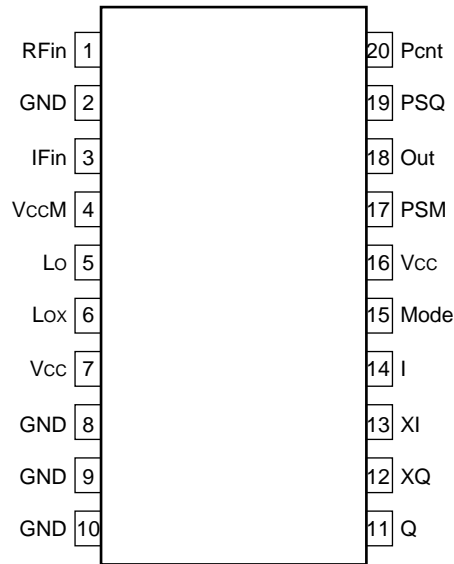 RFin 1 20 Pcnt
GND 2 19 PSQ
IFin 3 18 Out
VccM 4 17 PSM
Lo 5 16 Vcc
Lox 6 15 Mode
Vcc 7 14 I
GND 8 13 XI
GND 9 12 XQ
GND 10 11 Q